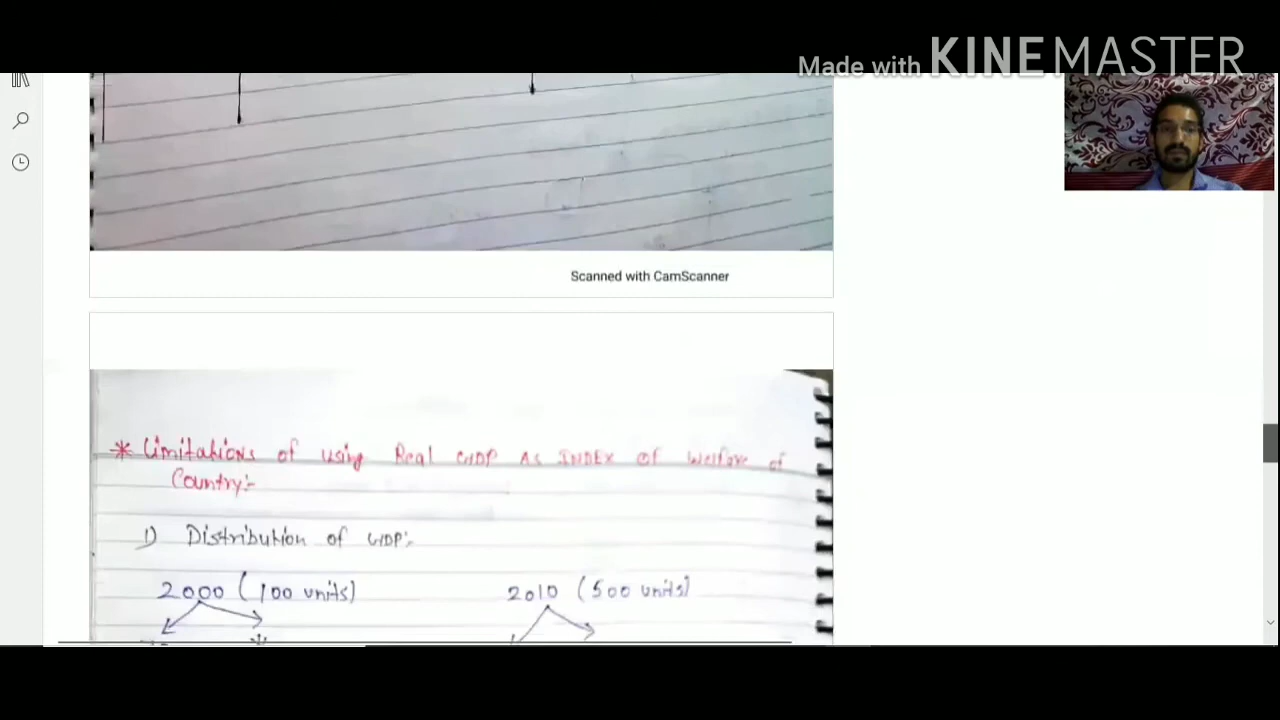 Made with KINEMASTER
Scanned with CamScanner
* Limitations of using Real GDP AS INDEX of Welfare of
Country:-
1) Distribution of GDP:-
2000 (100 units)
2010 (500 units)